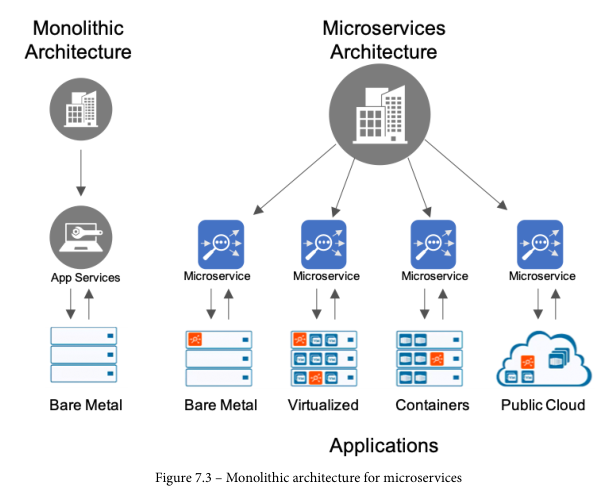 Monolithic
Architecture
Microservices
Architecture
App Services
Microservice
Microservice
Microservice
Microservice
Bare Metal
Bare Metal
Virtualized
Containers
Public Cloud
Applications
Figure 7.3 – Monolithic architecture for microservices